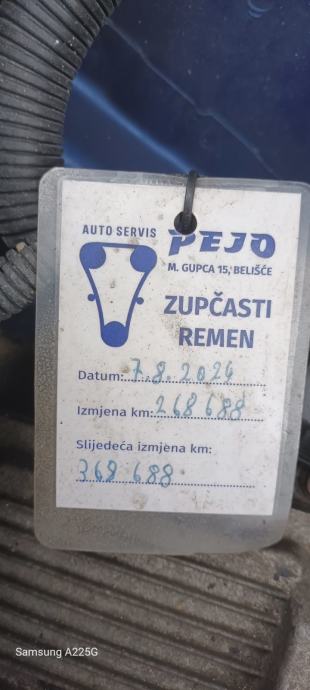 AUTO SERVIS PEJO
M. GUPCA 15, BELIŠĆE
ZUPČASTI
REMEN
Datum: 7.8.2024
Izmjena km: 268 688
Slijedeća izmjena km:
368 688
Samsung A225G